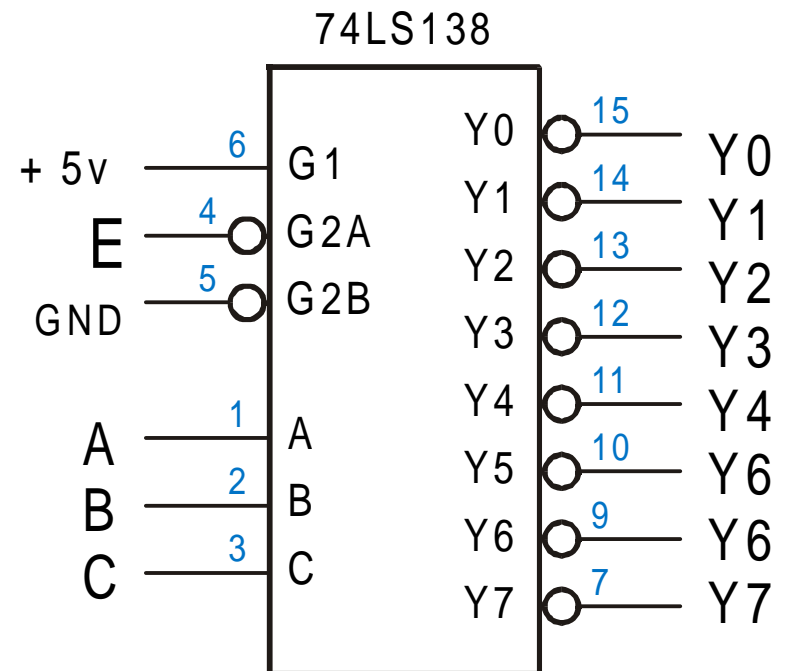 74LS138
15 Y0 Y0
+ 5v 6 G1
14 Y1 Y1
E 4 G2A
13 Y2 Y2
GND 5 G2B
12 Y3 Y3
11 Y4 Y4
A 1 A
10 Y5 Y6
B 2 B
9 Y6 Y6
C 3 C
7 Y7 Y7